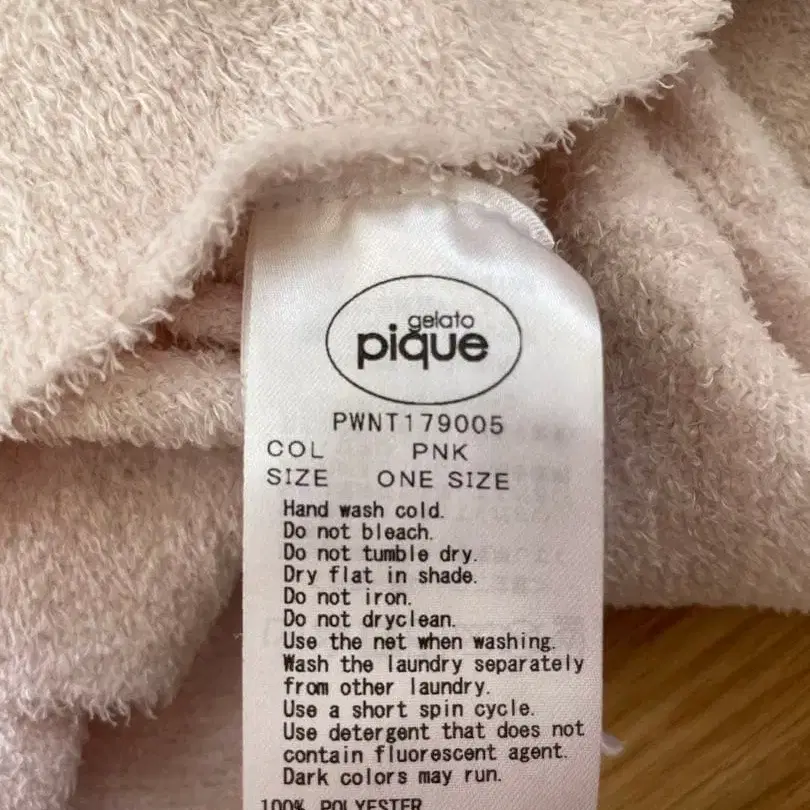 gelato
pique
PWNT179005
COL PNK
SIZE ONE SIZE
Hand wash cold.
Do not bleach.
Do not tumble dry.
Dry flat in shade.
Do not iron.
Do not dryclean.
Use the net when washing.
Wash the laundry separately
from other laundry.
Use a short spin cycle.
Use detergent that does not
contain fluorescent agent.
Dark colors may run.
100% POLYESTER